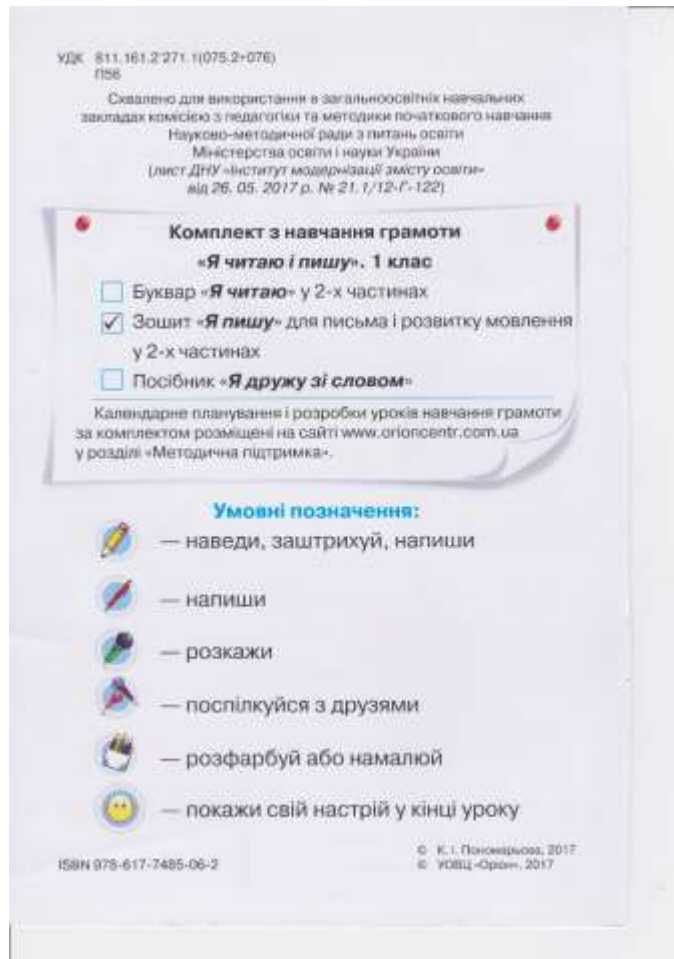 УДК 811.161.2'271.1(075.2+076)
П56
Схвалено для використання в загальноосвітніх навчальних
закладах комісією з педагогіки та методики початкового навчання
Науково-методичної ради з питань освіти
Міністерства освіти і науки України
(лист ДНУ «Інститут модернізації змісту освіти»
від 26. 05. 2017 р. № 21.1/12-Г-122)
Комплект з навчання грамоти
«Я читаю і пишу». 1 клас
Буквар «Я читаю» у 2-х частинах
Зошит «Я пишу» для письма і розвитку мовлення
у 2-х частинах
Посібник «Я дружу зі словом»
Календарне планування і розробки уроків навчання грамоти
за комплектом розміщені на сайті www.orioncentr.com.ua
у розділі «Методична підтримка».
Умовні позначення:
— наведи, заштрихуй, напиши
— напиши
— розкажи
— поспілкуйся з друзями
— розфарбуй або намалюй
— покажи свій настрій у кінці уроку
© К. І. Пономарьова, 2017
ISBN 978-617-7485-06-2
© УОВЦ «Оріон», 2017